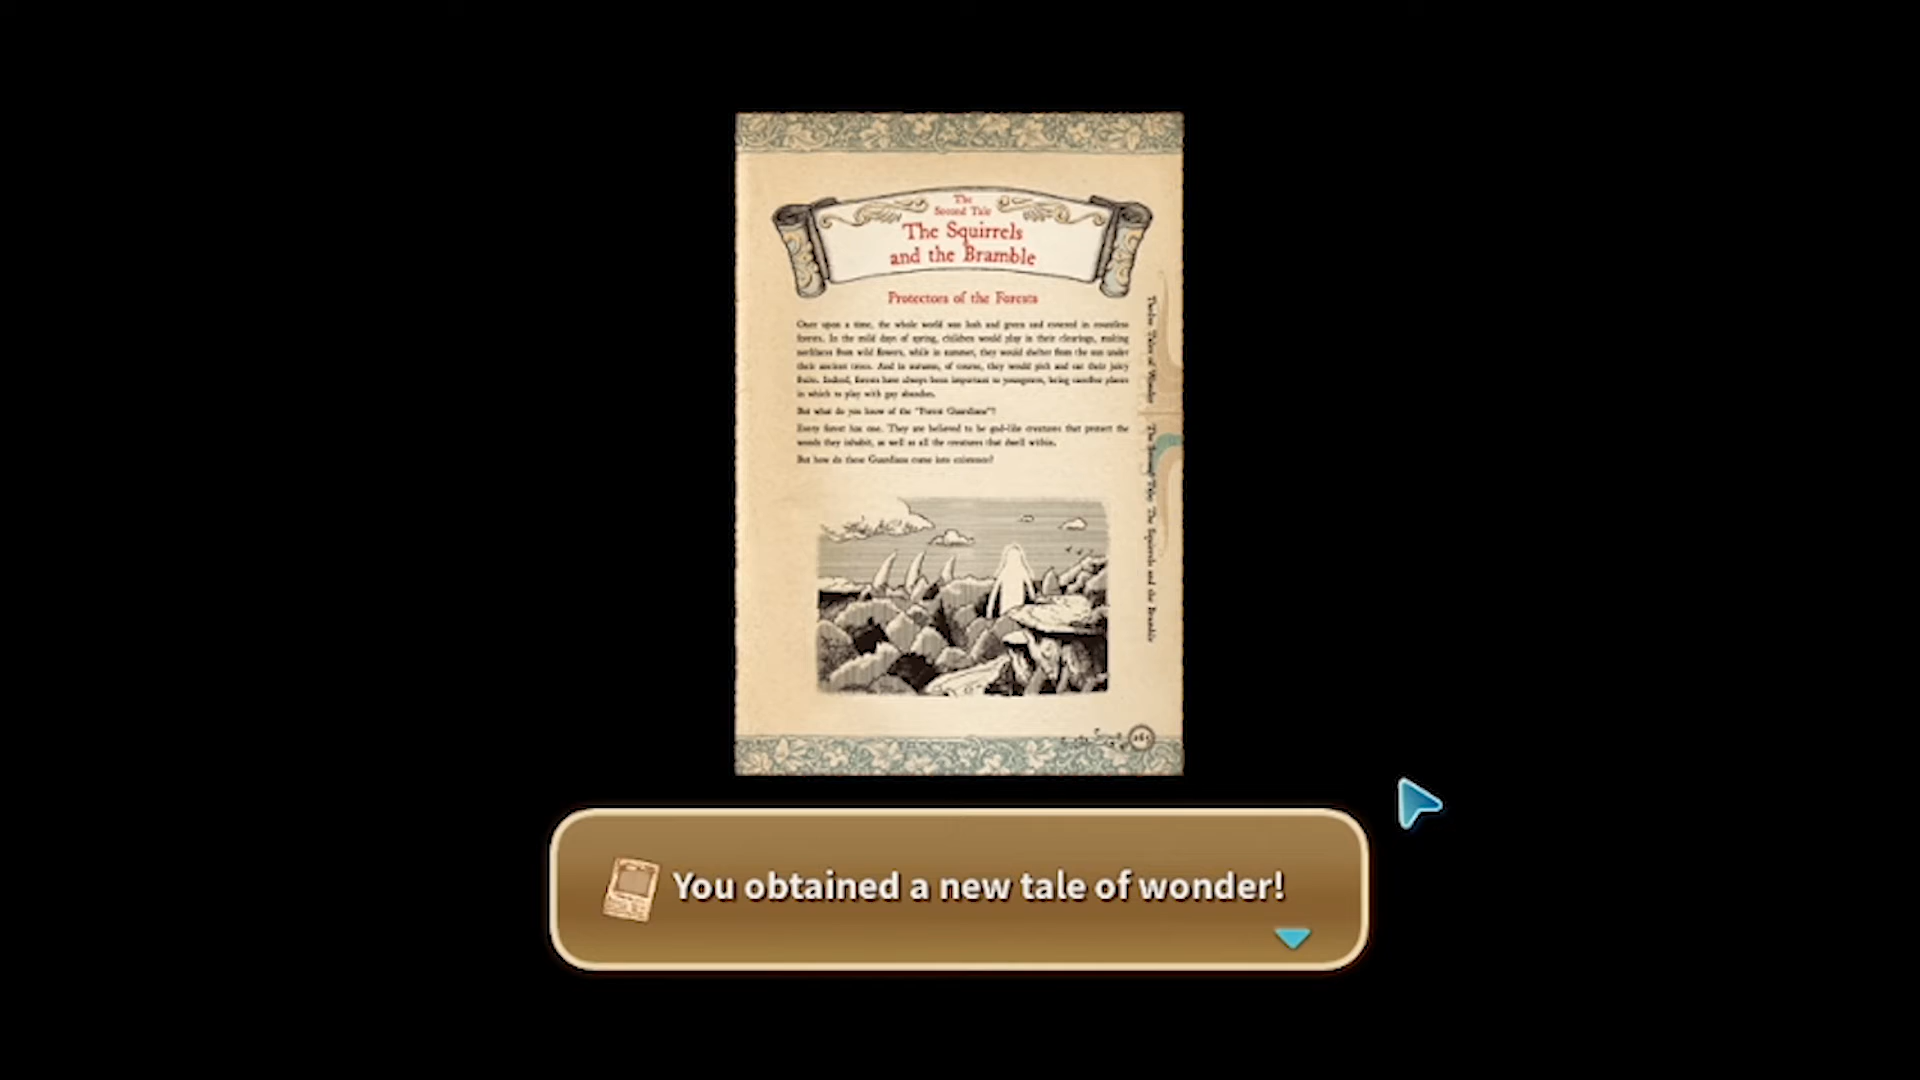 The
Second Tale
The Squirrels
and the Bramble
Protectors of the Forests
Once upon a time, the whole world was lush and green and covered in countless
forests. In the mild days of spring, children would play in their clearings, making
necklaces from wild flowers, while in summer, they would shelter from the sun under
their ancient trees. And in autumn, of course, they would pick and eat their juicy
fruits. Indeed, forests have always been important to youngsters, being carefree places
in which to play with gay abandon.
But what do you know of the "Forest Guardians"?
Every forest has one. They are believed to be god-like creatures that protect the
woods they inhabit, as well as all the creatures that dwell within.
But how do these Guardians come into existence?
Twelve Tales of Wonder The Second Tale: The Squirrels and the Bramble
You obtained a new tale of wonder!